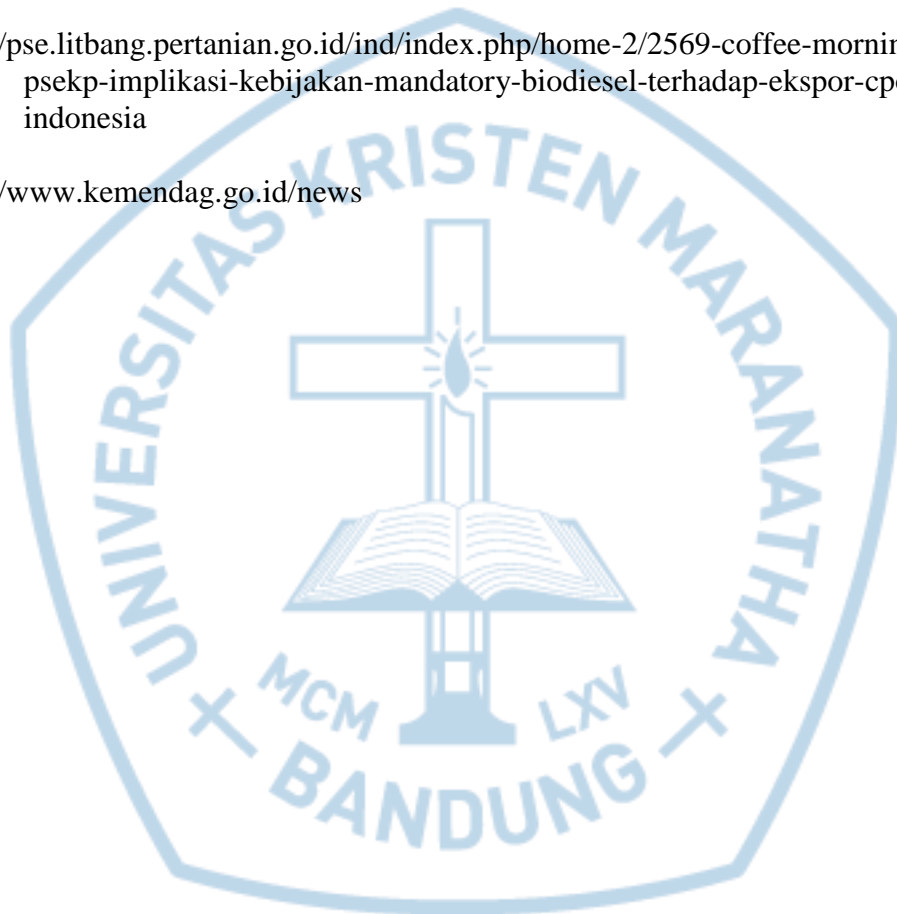 /pse.litbang.pertanian.go.id/ind/index.php/home-2/2569-coffee-mornin
psekp-implikasi-kebijakan-mandatory-biodiesel-terhadap-ekspor-cp
indonesia
/www.kemendag.go.id/news
UNIVERSITAS KRISTEN MARANATHA
MCM LXV
+ BANDUNG +